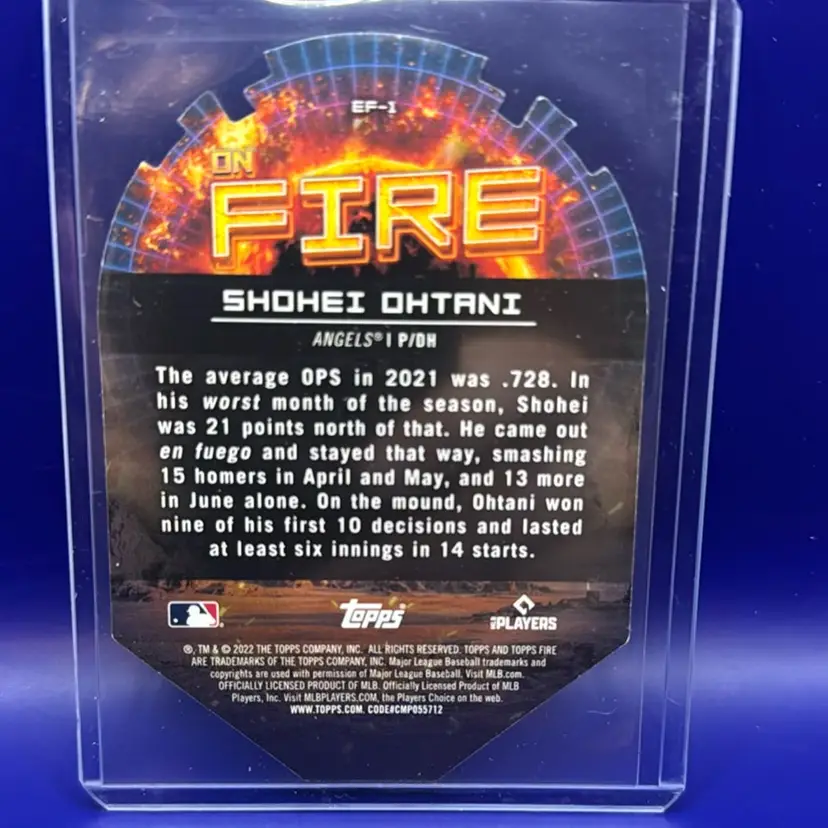 EF-1
ON
FIRE
SHOHEI OHTANI
ANGELS® | P/DH
The average OPS in 2021 was .728. In
his worst month of the season, Shohei
was 21 points north of that. He came out
en fuego and stayed that way, smashing
15 homers in April and May, and 13 more
in June alone. On the mound, Ohtani won
nine of his first 10 decisions and lasted
at least six innings in 14 starts.
topps® PLAYERS
®, TM & © 2022 THE TOPPS COMPANY, INC. ALL RIGHTS RESERVED. TOPPS AND TOPPS FIRE
ARE TRADEMARKS OF THE TOPPS COMPANY, INC. Major League Baseball trademarks and
copyrights are used with permission of Major League Baseball. Visit MLB.com.
OFFICIALLY LICENSED PRODUCT OF MLB. Officially Licensed Product of MLB
Players, Inc. Visit MLBPLAYERS.COM, the Players Choice on the web.
WWW.TOPPS.COM. CODE#CMP055712